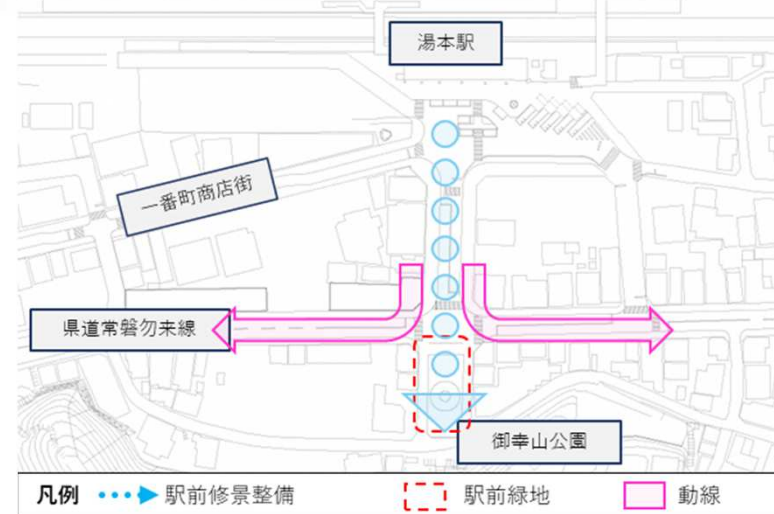 湯本駅
一番町商店街
県道常磐勿来線
御幸山公園
凡例 駅前修景整備 駅前緑地 動線